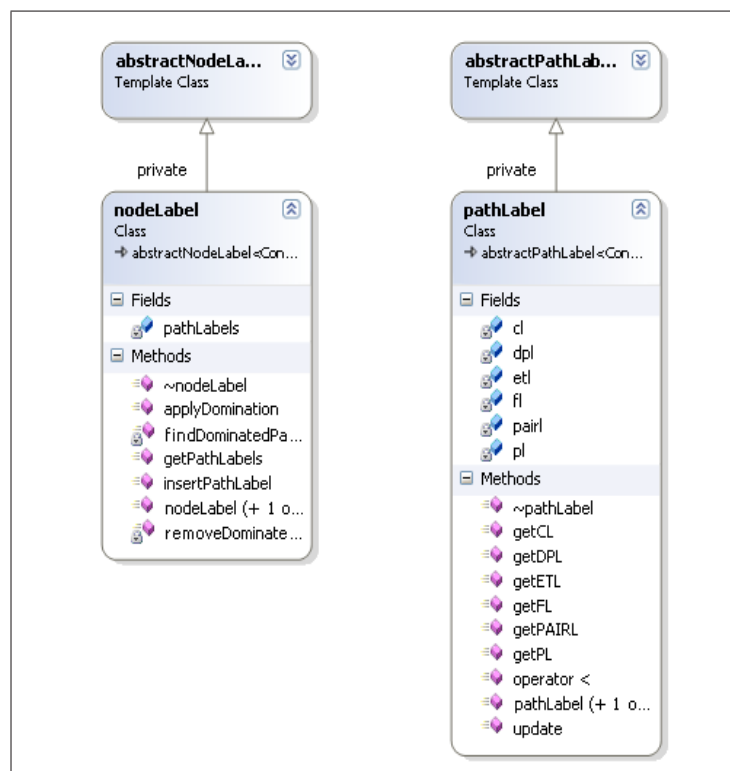 abstractNodeLa...
Template Class
private
nodeLabel
Class
abstractNodeLabel<Con...
Fields
pathLabels
Methods
~nodeLabel
applyDomination
findDominatedPa...
getPathLabels
insertPathLabel
nodeLabel (+ 1 o...
removeDominate...
abstractPathLab...
Template Class
private
pathLabel
Class
abstractPathLabel<Con...
Fields
cl
dpl
etl
fl
pairl
pl
Methods
~pathLabel
getCL
getDPL
getETL
getFL
getPAIRL
getPL
operator <
pathLabel (+ 1 o...
update